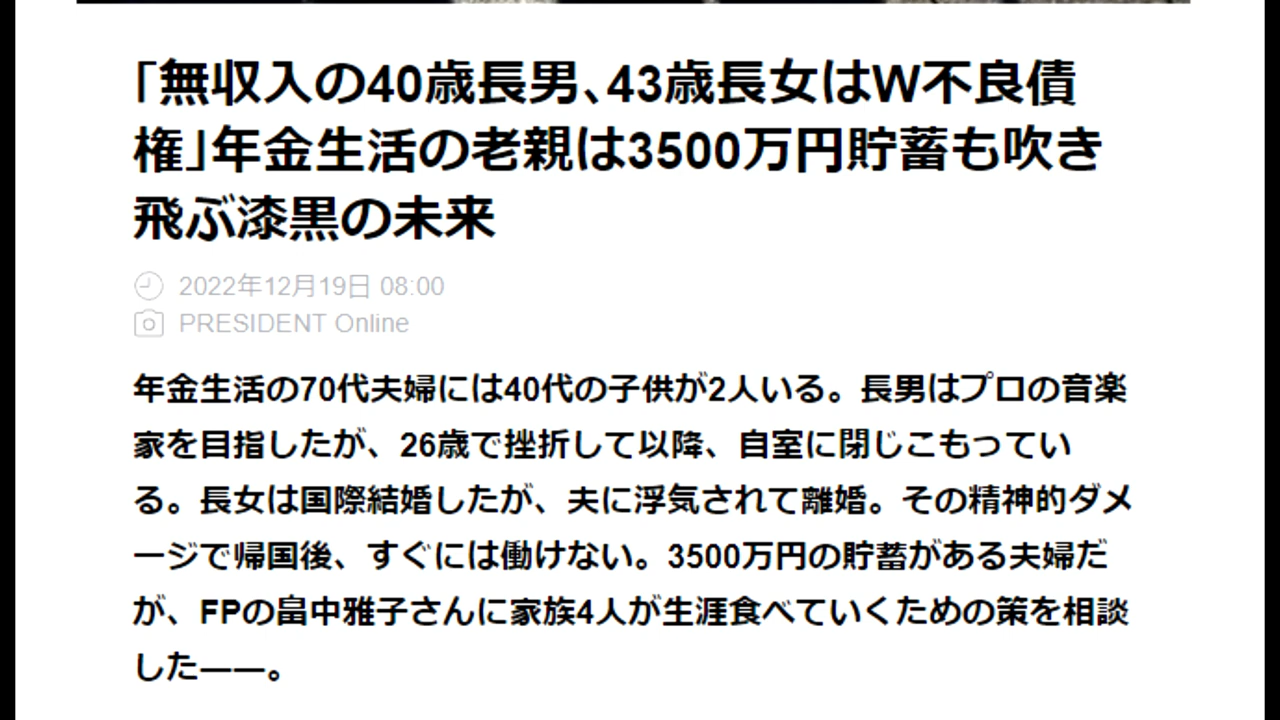 「無収入の40歳長男、43歳長女はW不良債
権」年金生活の老親は3500万円貯蓄も吹き
飛ぶ漆黒の未来
2022年12月19日 08:00
PRESIDENT Online
年金生活の70代夫婦には40代の子供が2人いる。長男はプロの音楽
家を目指したが、26歳で挫折して以降、自室に閉じこもってい
る。長女は国際結婚したが、夫に浮気されて離婚。その精神的ダメ
ージで帰国後、すぐには働けない。3500万円の貯蓄がある夫婦だ
が、FPの畠中雅子さんに家族4人が生涯食べていくための策を相談
した——。